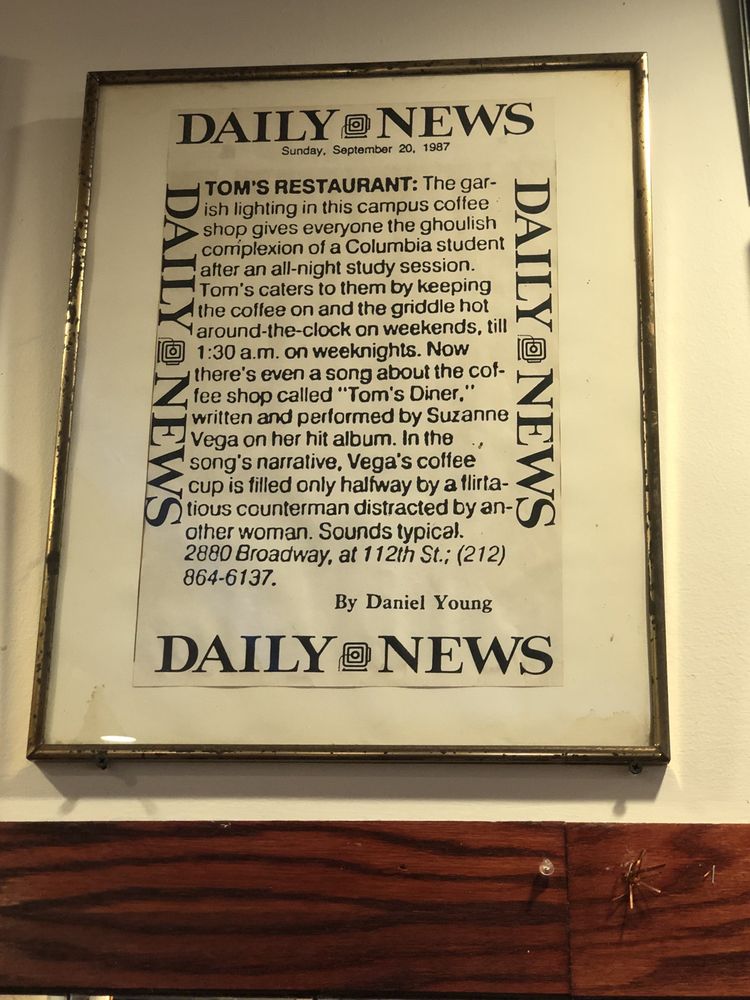 DAILY NEWS
Sunday, September 20, 1987
DAILY NEWS
TOM'S RESTAURANT: The gar-
ish lighting in this campus coffee
shop gives everyone the ghoulish
complexion of a Columbia student
after an all-night study session.
Tom's caters to them by keeping
the coffee on and the griddle hot
around-the-clock on weekends, till
1:30 a.m. on weeknights. Now
there's even a song about the cof-
fee shop called "Tom's Diner,"
written and performed by Suzanne
Vega on her hit album. In the
song's narrative, Vega's coffee
cup is filled only halfway by a flirta-
tious counterman distracted by an-
other woman. Sounds typical.
2880 Broadway, at 112th St.; (212)
864-6137.
By Daniel Young
DAILY NEWS
DAILY NEWS